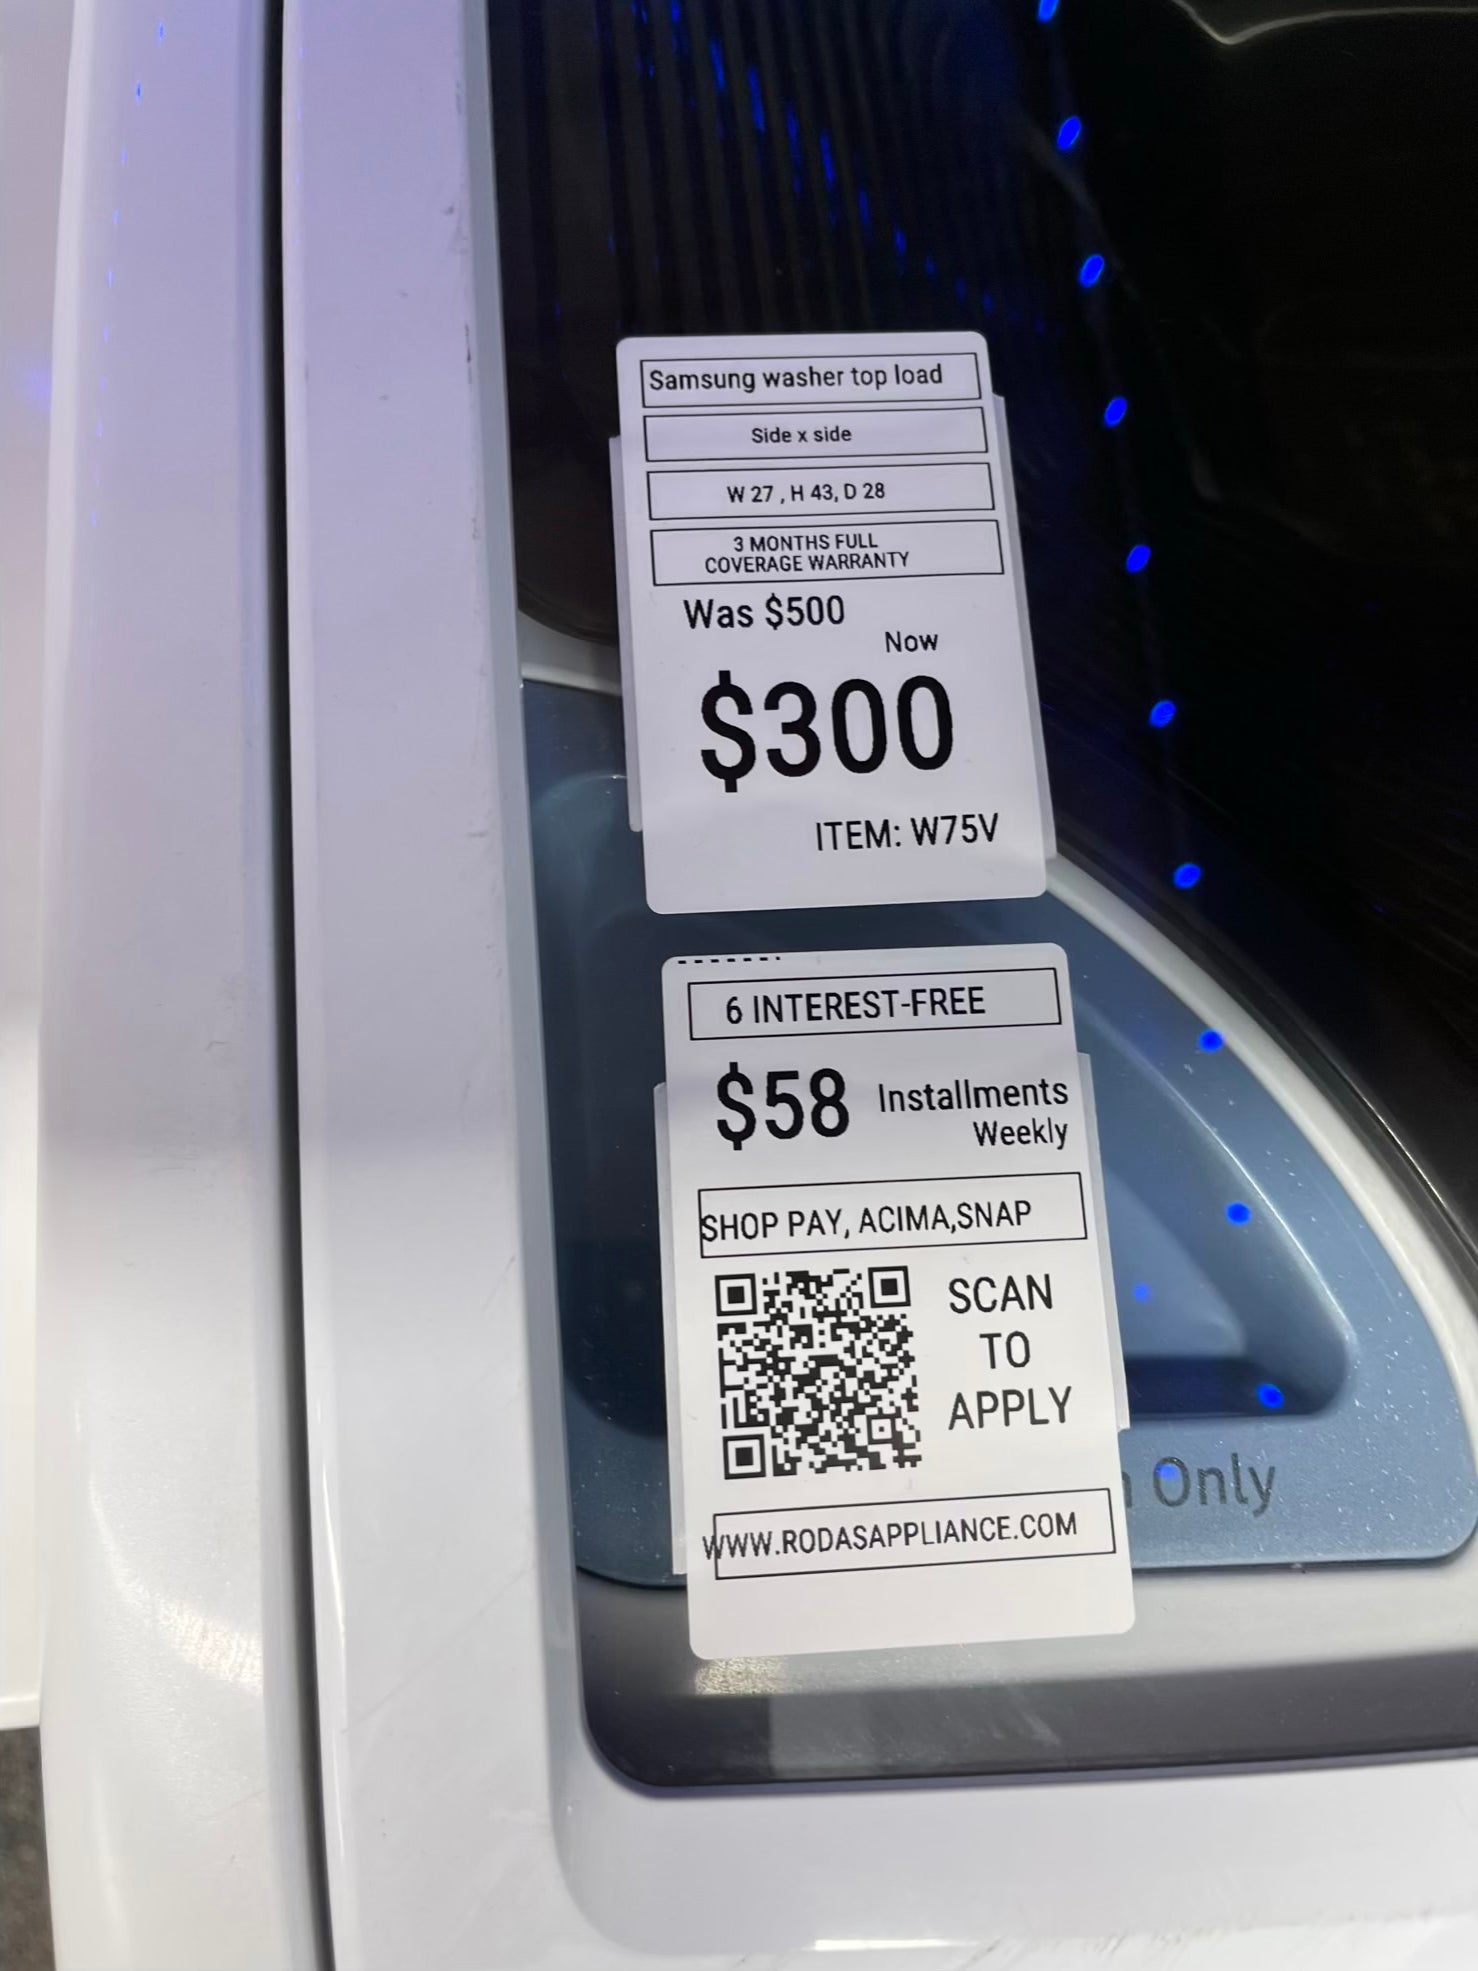 Samsung washer top load
Side x side
W 27 , H 43, D 28
3 MONTHS FULL
COVERAGE WARRANTY
Was $500
Now
$300
ITEM: W75V
6 INTEREST-FREE
$58 Installments
Weekly
SHOP PAY, ACIMA,SNAP
SCAN
TO
APPLY
Only
WWW.RODASAPPLIANCE.COM